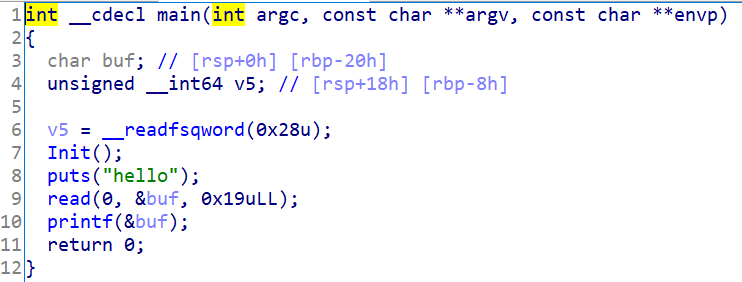 1 int __cdecl main(int argc, const char **argv, const char **envp)
2 {
3   char buf; // [rsp+0h] [rbp-20h]
4   unsigned __int64 v5; // [rsp+18h] [rbp-8h]
5
6   v5 = __readfsqword(0x28u);
7   Init();
8   puts("hello");
9   read(0, &buf, 0x19uLL);
10   printf(&buf);
11   return 0;
12 }